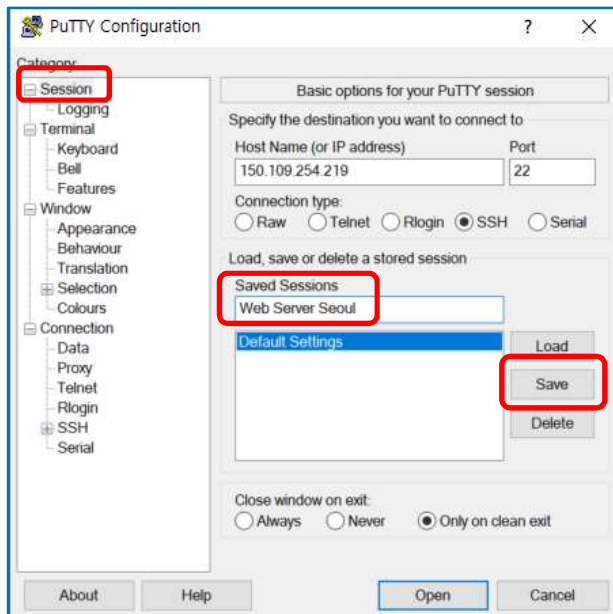 PuTTY Configuration
Category:
Session
Logging
Terminal
Keyboard
Bell
Features
Window
Appearance
Behaviour
Translation
Selection
Colours
Connection
Data
Proxy
Telnet
Rlogin
SSH
Serial
Basic options for your PuTTY session
Specify the destination you want to connect to
Host Name (or IP address) Port
150.109.254.219 22
Connection type:
Raw Telnet Rlogin SSH Serial
Load, save or delete a stored session
Saved Sessions
Web Server Seoul
Default Settings
Load
Save
Delete
Close window on exit:
Always Never Only on clean exit
About Help Open Cancel